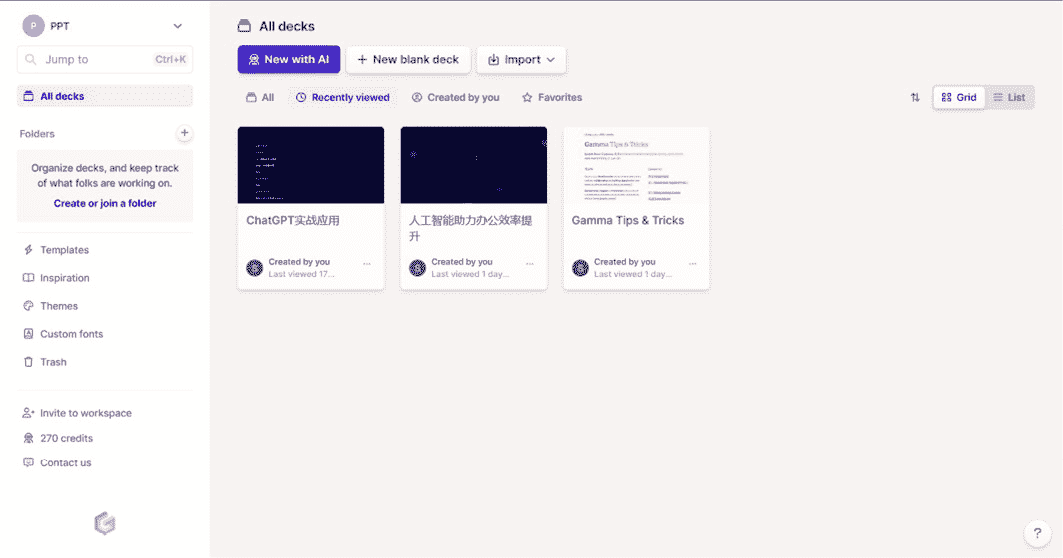 P PPT
Jump to Ctrl+K
All decks
Folders
Organize decks, and keep track
of what folks are working on.
Create or join a folder
Templates
Inspiration
Themes
Custom fonts
Trash
Invite to workspace
270 credits
Contact us
All decks
New with AI
New blank deck
Import
All
Recently viewed
Created by you
Favorites
Grid
List
ChatGPT实战应用
Created by you
Last viewed 17...
人工智能助力办公效率提
升
Created by you
Last viewed 1 day...
Gamma Tips & Tricks
Gamma Tips & Tricks
Created by you
Last viewed 1 day...
?